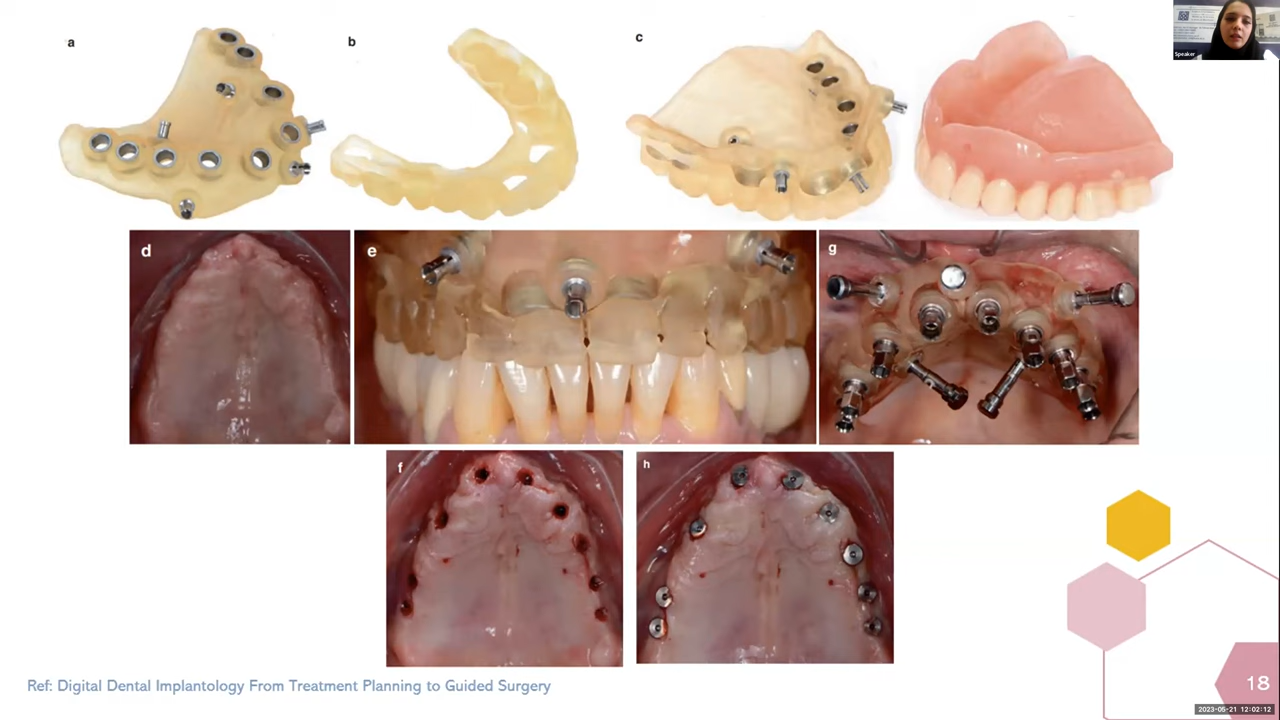 a
b
c
Speaker
d
e
g
f
h
Ref: Digital Dental Implantology From Treatment Planning to Guided Surgery
18
2023-05-21 12:02:12